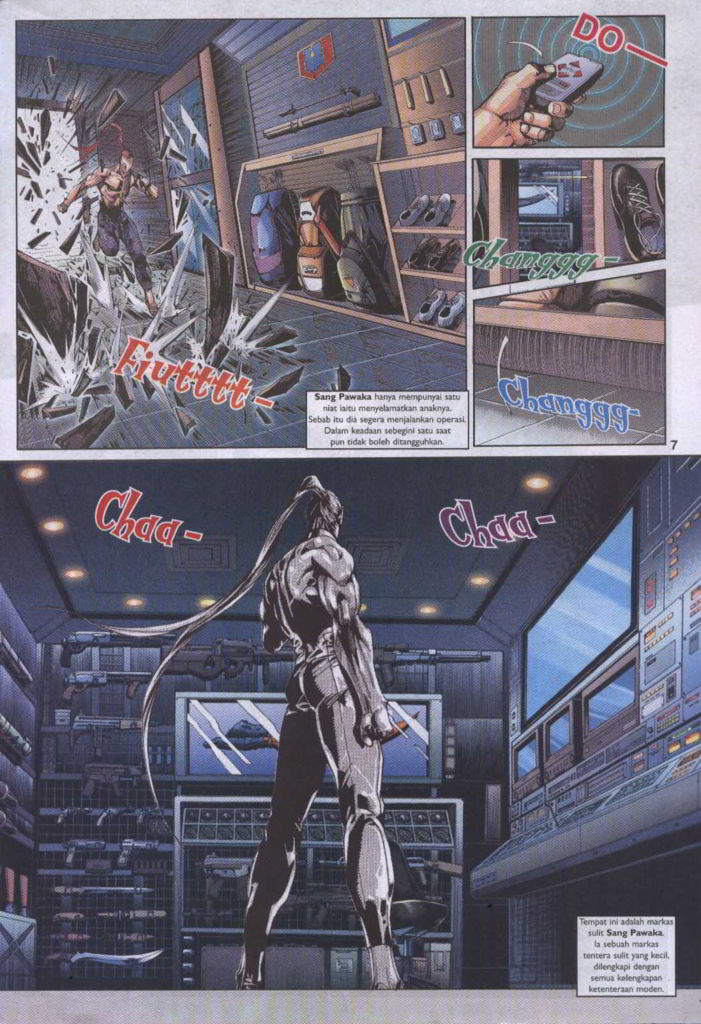 Fiutttt-
Sang Pawaka hanya mempunyai satu
niat iaitu menyelamatkan anaknya.
Sebab itu dia segera menjalankan operasi.
Dalam keadaan sebegini satu saat
pun tidak boleh ditangguhkan.
DO—
Changgg-
Changgg-
7
Chaa-
Chaa-
Tempat ini adalah markas
sulit Sang Pawaka.
Ia sebuah markas
tentera sulit yang kecil,
dilengkapi dengan
semua kelengkapan
ketenteraan moden.